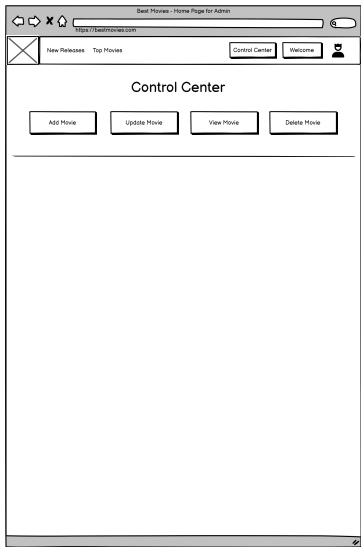 Best Movies - Home Page for Admin
https://bestmovies.com
New Releases Top Movies Control Center Welcome
Control Center
Add Movie Update Movie View Movie Delete Movie